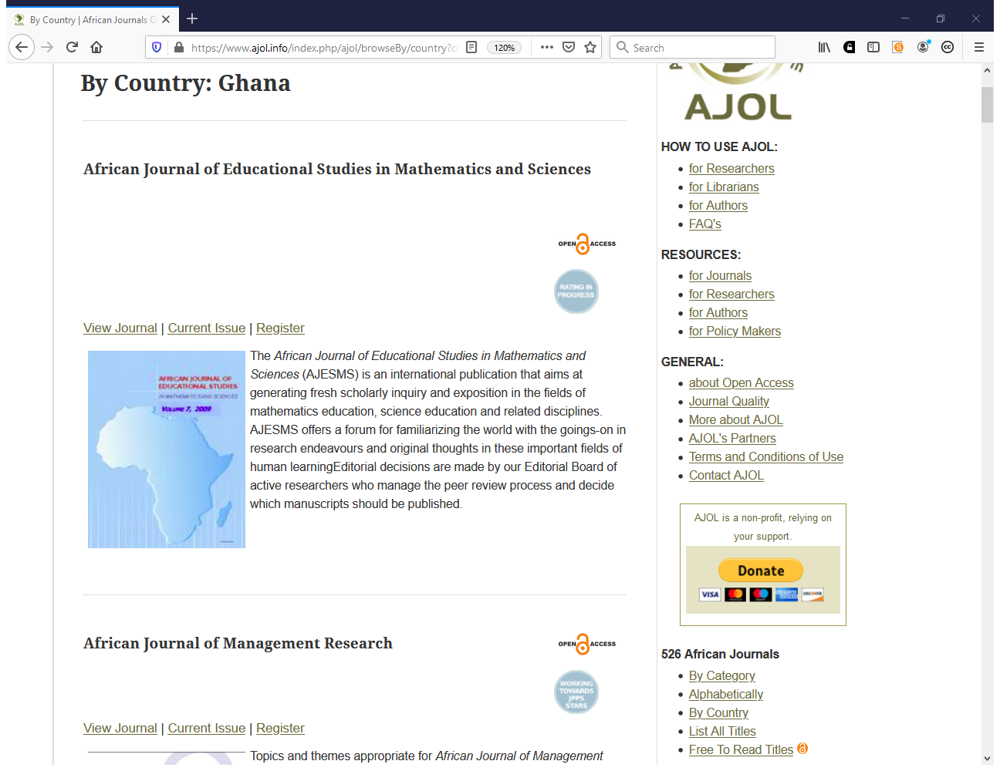 By Country | African Journals O
https://www.ajol.info/index.php/ajol/browseBy/country?c
120%
Search
By Country: Ghana
African Journal of Educational Studies in Mathematics and Sciences
OPEN ACCESS
RATING IN
PROGRESS
View Journal | Current Issue | Register
AFRICAN JOURNAL OF
EDUCATIONAL STUDIES
IN MATHEMATICS AND SCIENCES
VOLUME 7, 2009
The African Journal of Educational Studies in Mathematics and
Sciences (AJESMS) is an international publication that aims at
generating fresh scholarly inquiry and exposition in the fields of
mathematics education, science education and related disciplines.
AJESMS offers a forum for familiarizing the world with the goings-on in
research endeavours and original thoughts in these important fields of
human learningEditorial decisions are made by our Editorial Board of
active researchers who manage the peer review process and decide
which manuscripts should be published.
African Journal of Management Research
OPEN ACCESS
WORKING
TOWARDS
JPPS
STARS
View Journal | Current Issue | Register
Topics and themes appropriate for African Journal of Management
AJOL
HOW TO USE AJOL:
for Researchers
for Librarians
for Authors
FAQ's
RESOURCES:
for Journals
for Researchers
for Authors
for Policy Makers
GENERAL:
about Open Access
Journal Quality
More about AJOL
AJOL's Partners
Terms and Conditions of Use
Contact AJOL
AJOL is a non-profit, relying on
your support.
Donate
VISA
DISCOVER
526 African Journals
By Category
Alphabetically
By Country
List All Titles
Free To Read Titles